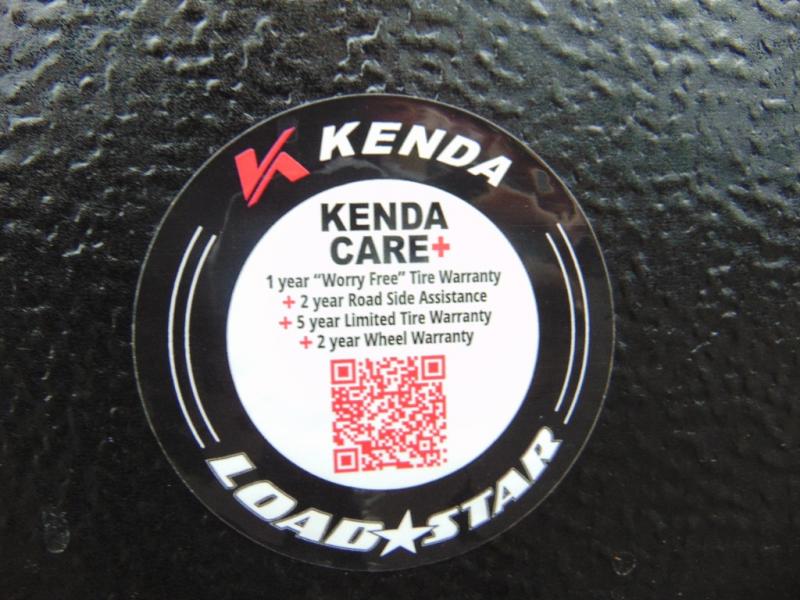 KENDA
KENDA
CARE+
1 year “Worry Free” Tire Warranty
+ 2 year Road Side Assistance
+ 5 year Limited Tire Warranty
+ 2 year Wheel Warranty
LOAD★STAR